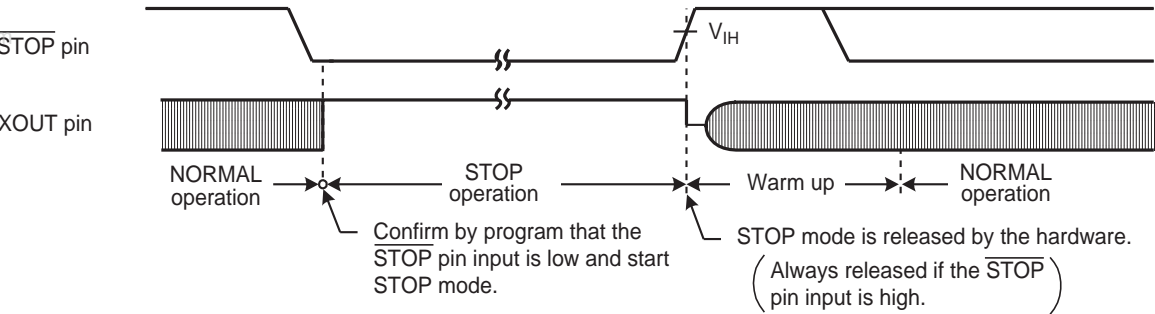 STOP pin
VIH
XOUT pin
NORMAL
operation
STOP
operation
Warm up
NORMAL
operation
Confirm by program that the
STOP pin input is low and start
STOP mode.
STOP mode is released by the hardware.
Always released if the STOP
pin input is high.